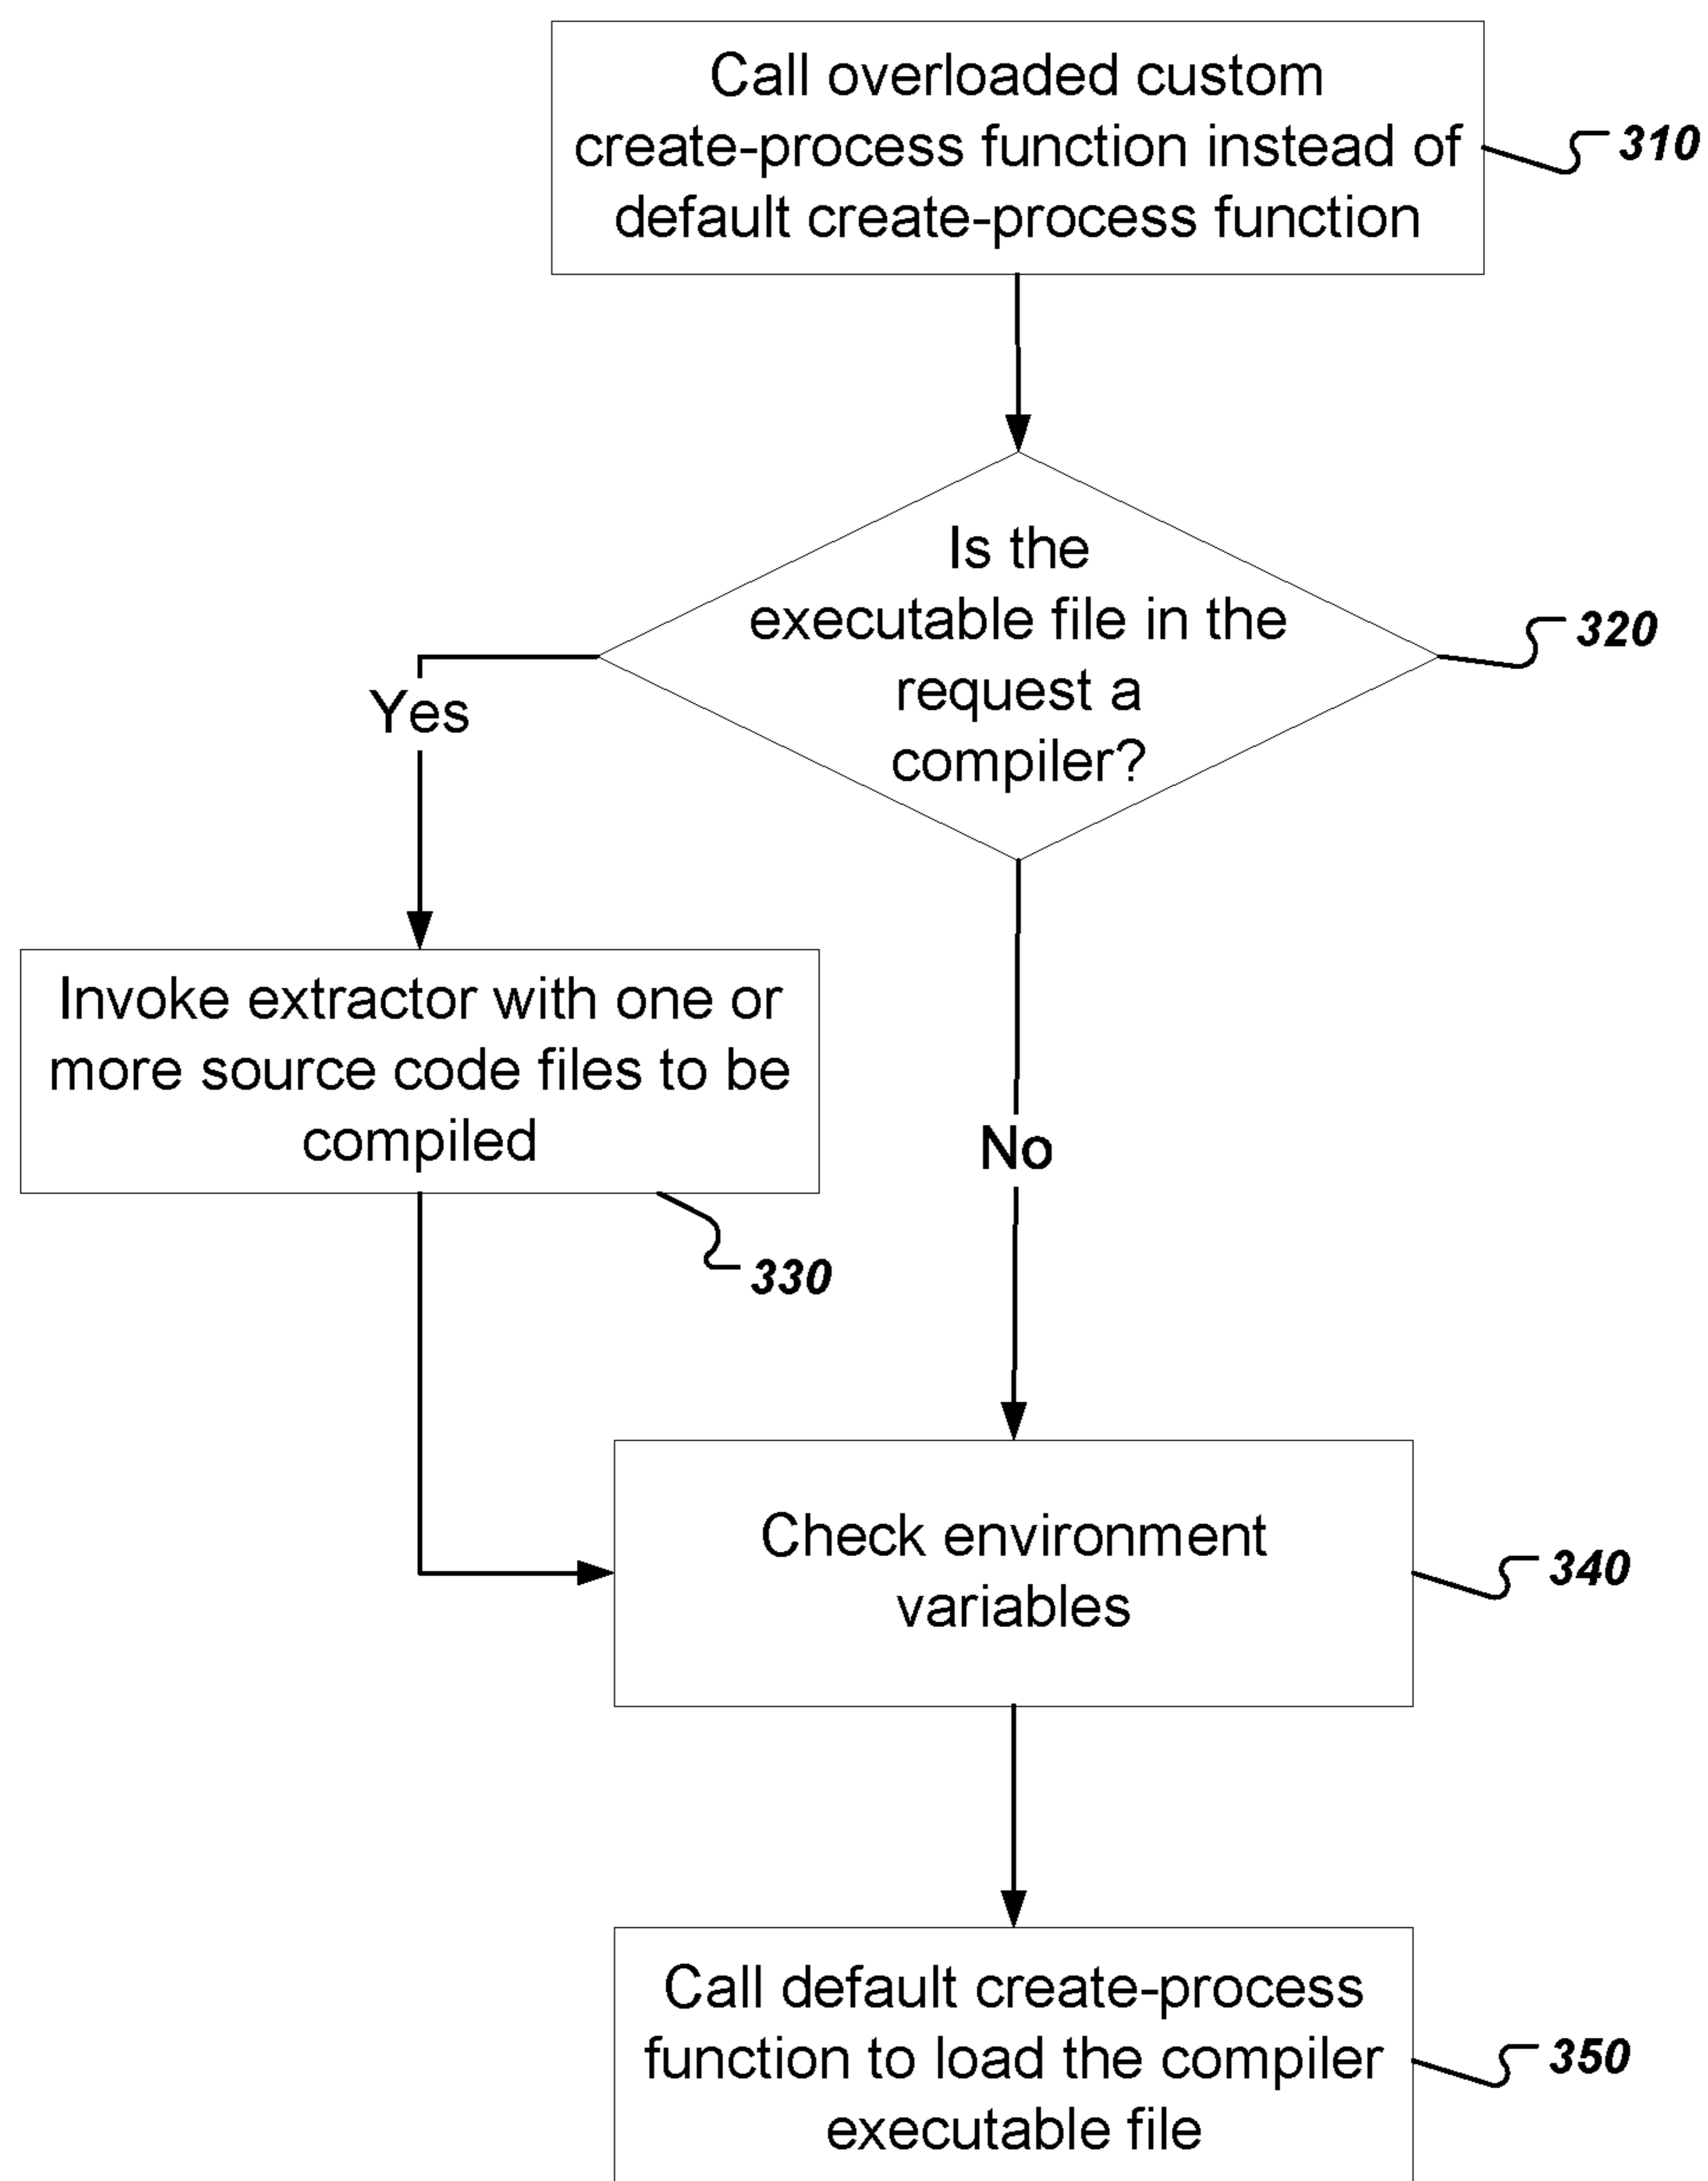 Call overloaded custom
create-process function instead of
default create-process function
310
Is the
executable file in the
request a
compiler?
320
Yes
Invoke extractor with one or
more source code files to be
compiled
330
No
Check environment
variables
340
Call default create-process
function to load the compiler
executable file
350